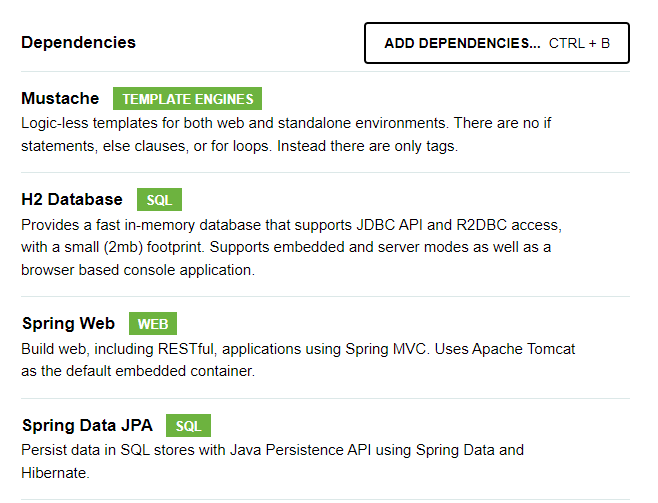 Dependencies ADD DEPENDENCIES... CTRL + B
Mustache TEMPLATE ENGINES
Logic-less templates for both web and standalone environments. There are no if
statements, else clauses, or for loops. Instead there are only tags.
H2 Database SQL
Provides a fast in-memory database that supports JDBC API and R2DBC access,
with a small (2mb) footprint. Supports embedded and server modes as well as a
browser based console application.
Spring Web WEB
Build web, including RESTful, applications using Spring MVC. Uses Apache Tomcat
as the default embedded container.
Spring Data JPA SQL
Persist data in SQL stores with Java Persistence API using Spring Data and
Hibernate.